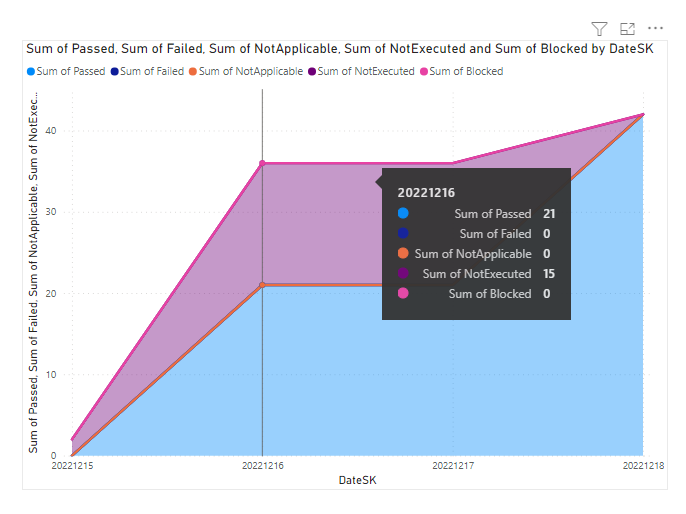 Sum of Passed, Sum of Failed, Sum of NotApplicable, Sum of NotExecuted and Sum of Blocked by DateSK
Sum of Passed Sum of Failed Sum of NotApplicable Sum of NotExecuted Sum of Blocked
Sum of Passed, Sum of Failed, Sum of NotApplicable, Sum of NotExec...
40
30
20
10
0
20221216
Sum of Passed 21
Sum of Failed 0
Sum of NotApplicable 0
Sum of NotExecuted 15
Sum of Blocked 0
20221215 20221216 20221217 20221218
DateSK